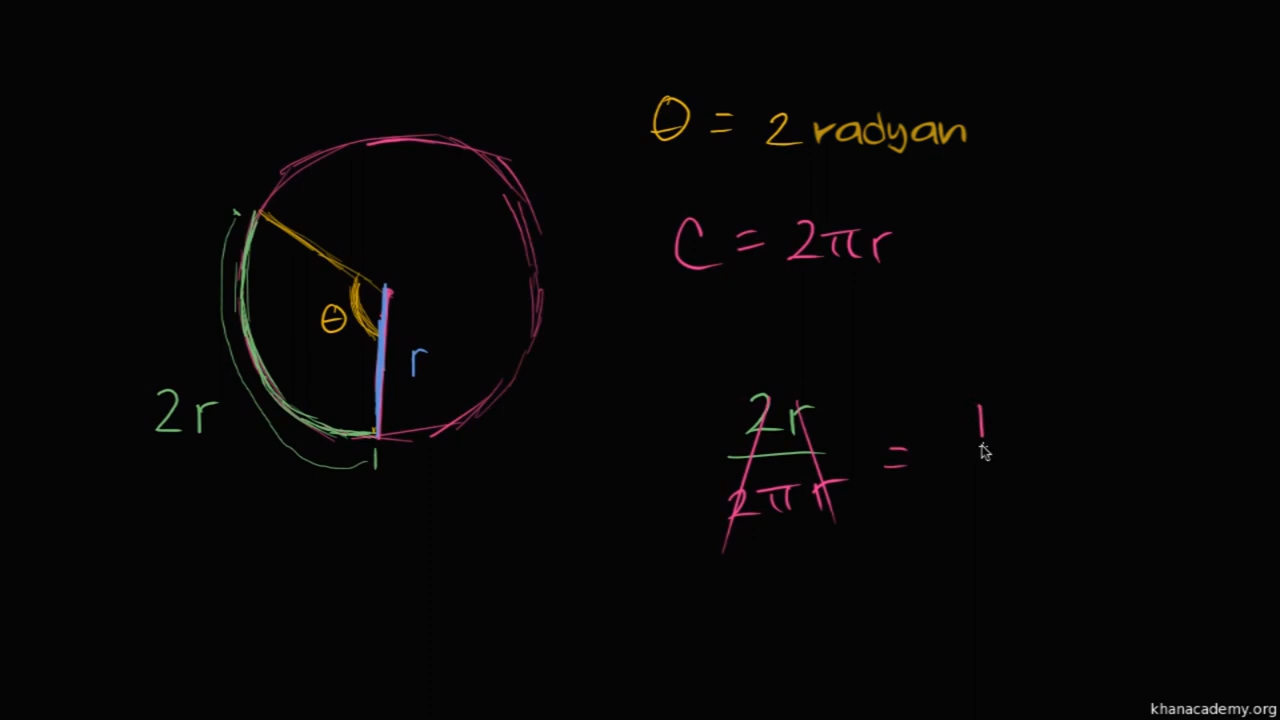 θ = 2 radyan
C = 2πr
θ
r
2r
2r
2πr
= 1
khanacademy.org